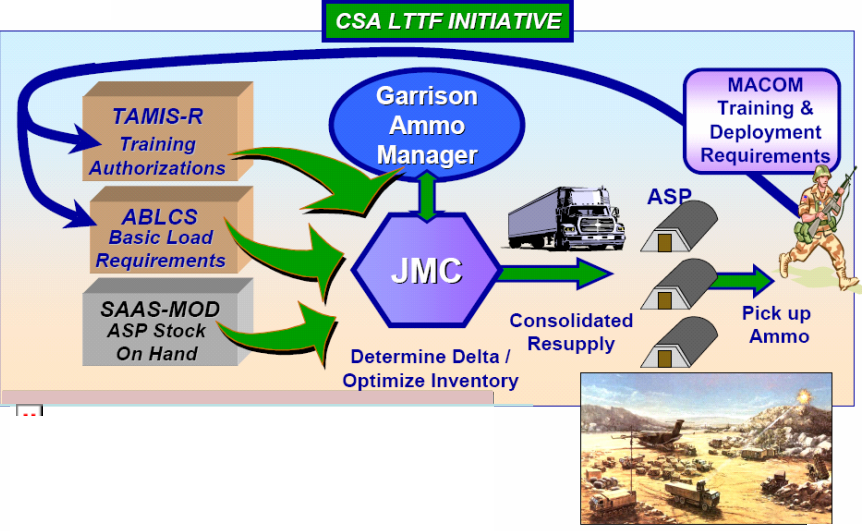 CSA LTTF INITIATIVE
TAMIS-R
Training
Authorizations
ABLCS
Basic Load
Requirements
SAAS-MOD
ASP Stock
On Hand
Garrison
Ammo
Manager
JMC
Determine Delta /
Optimize Inventory
Consolidated
Resupply
ASP
MACOM
Training &
Deployment
Requirements
Pick up
Ammo